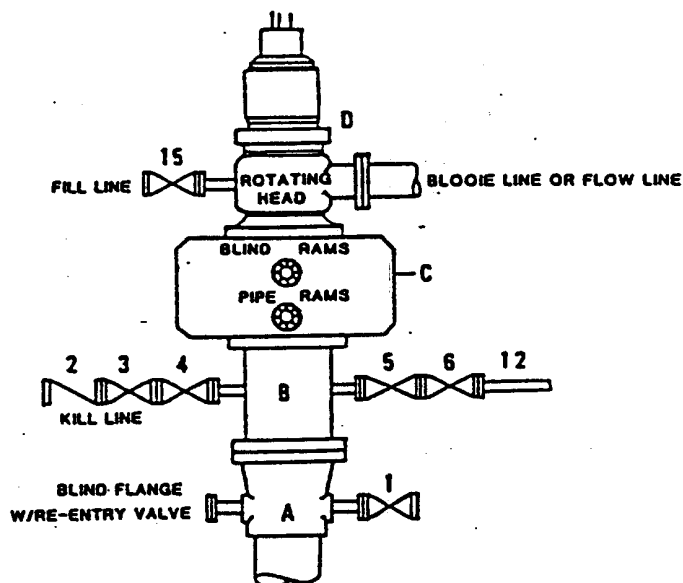 D
15
FILL LINE
ROTATING HEAD
BLOOIE LINE OR FLOW LINE
BLIND RAMS
C
PIPE RAMS
2 3 4
5 6 12
B
KILL LINE
BLIND FLANGE
W/RE-ENTRY VALVE
A
1